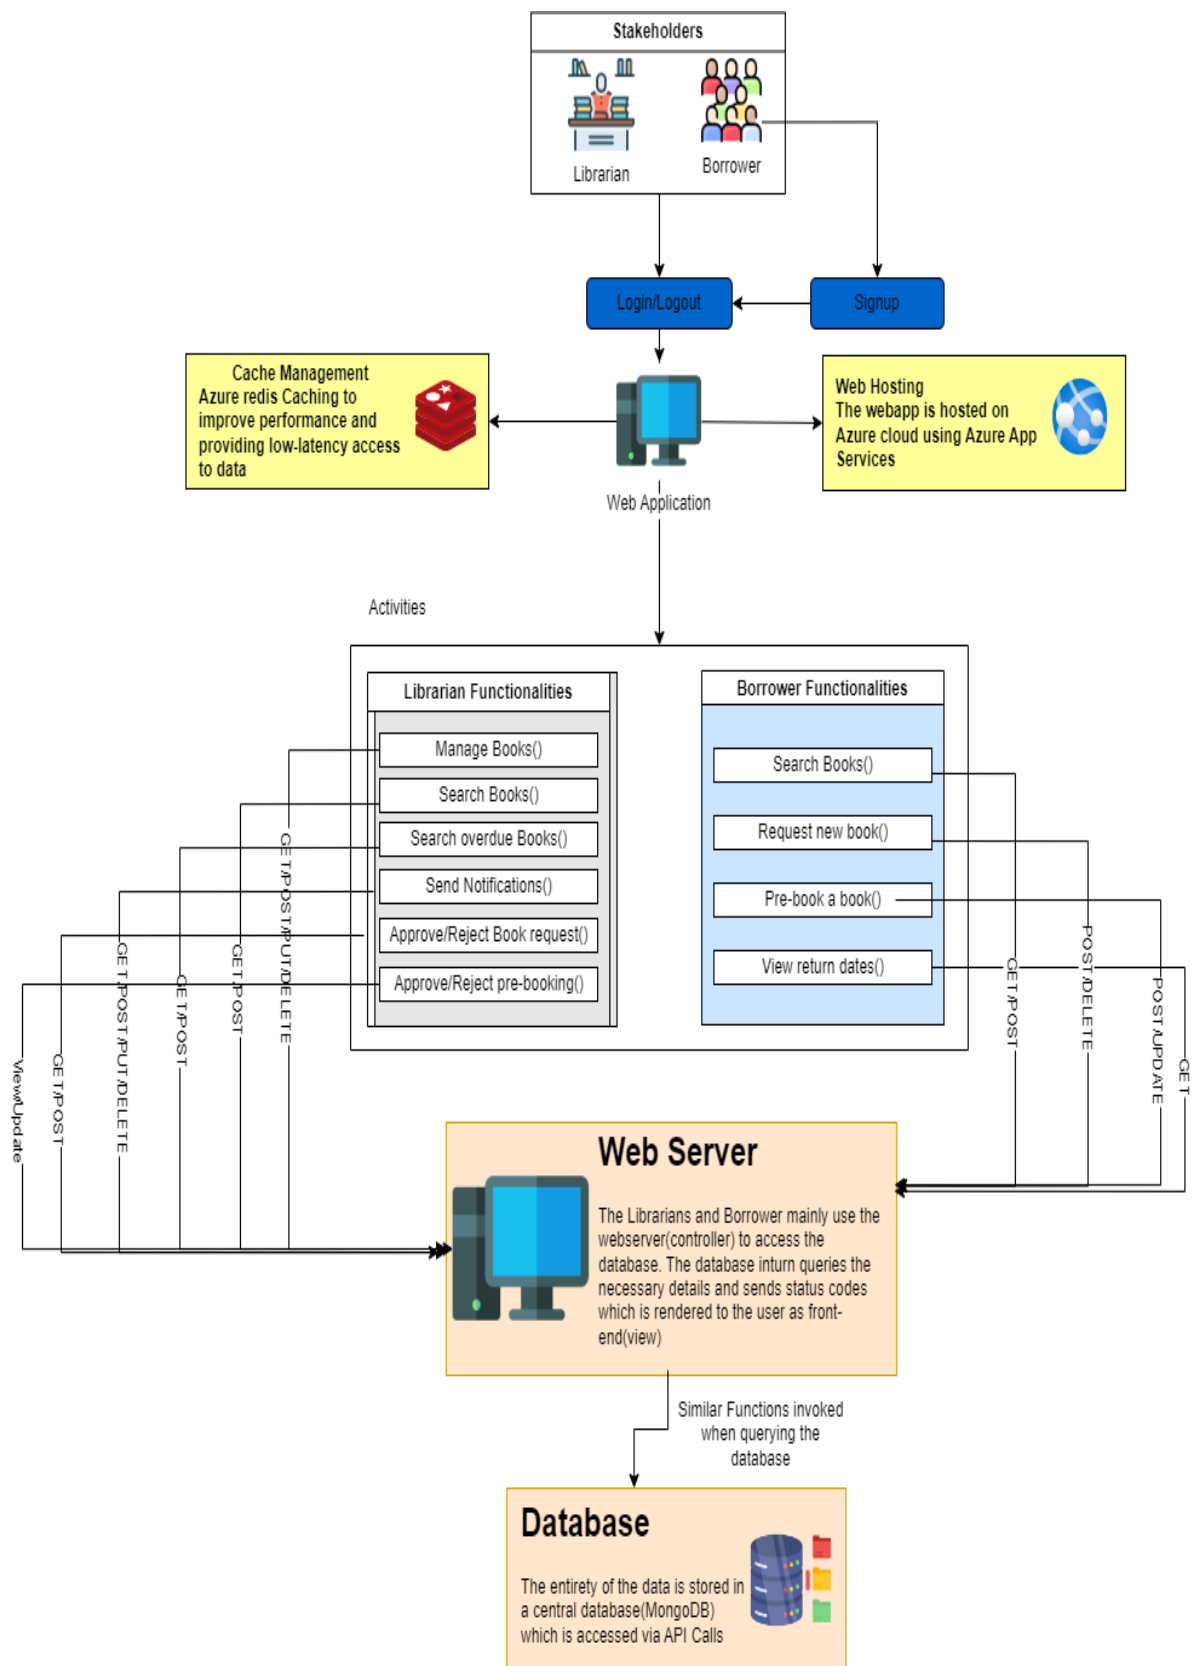 Stakeholders
Librarian
Borrower
Login/Logout
Signup
Cache Management
Azure redis Caching to
improve performance and
providing low-latency access
to data
Web Hosting
The webapp is hosted on
Azure cloud using Azure App
Services
Web Application
Activities
Librarian Functionalities
Manage Books()
Search Books()
Search overdue Books()
Send Notifications()
Approve/Reject Book request()
Approve/Reject pre-booking()
Borrower Functionalities
Search Books()
Request new book()
Pre-book a book()
View return dates()
View/Update
GET/POST
GET/POST/PUT/DELETE
GET/POST
GET/POST
GET/POST/PUT/DELETE
GET/POST
POST/DELETE
POST/UPDATE
GET
Web Server
The Librarians and Borrower mainly use the
webserver(controller) to access the
database. The database inturn queries the
necessary details and sends status codes
which is rendered to the user as front-
end(view)
Similar Functions invoked
when querying the
database
Database
The entirety of the data is stored in
a central database(MongoDB)
which is accessed via API Calls